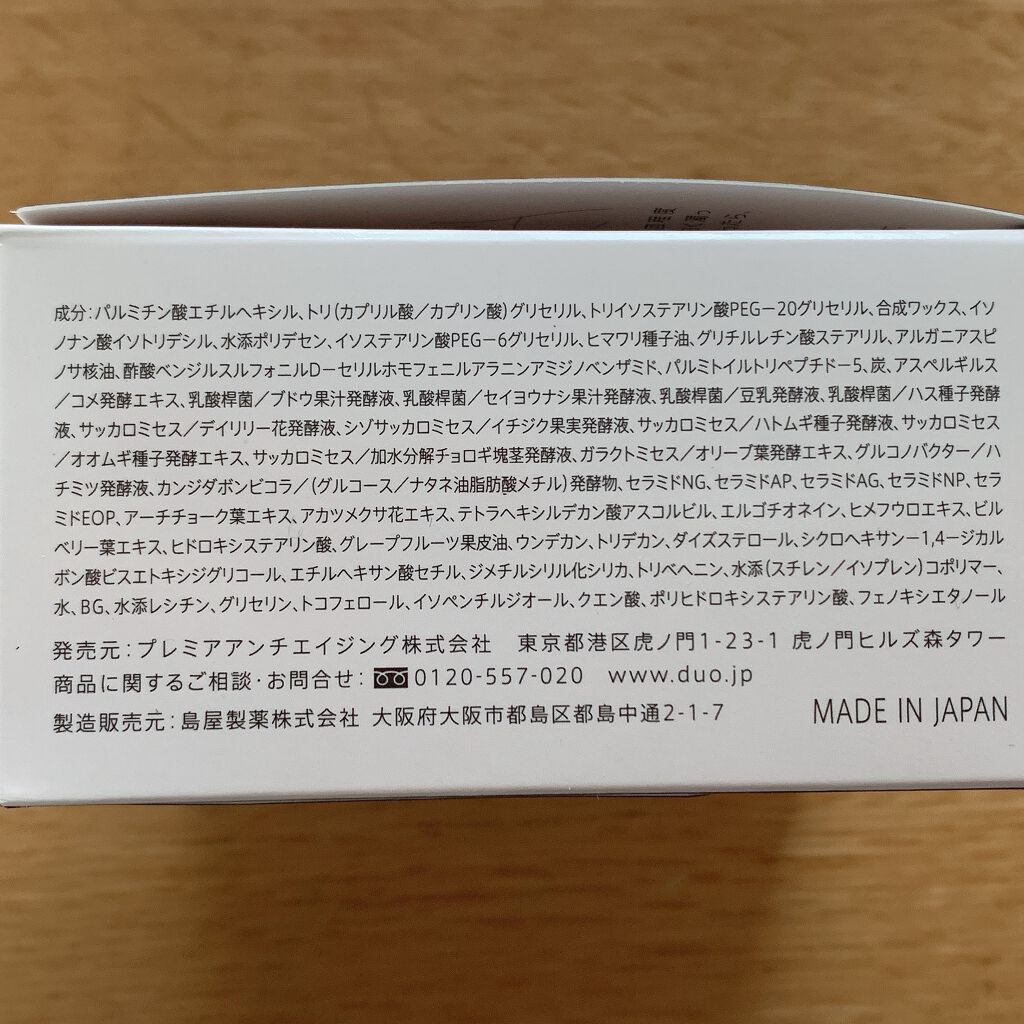 成分:パルミチン酸エチルヘキシル、トリ(カプリル酸/カプリン酸)グリセリル、トリイソステアリン酸PEG-20グリセリル、合成ワックス、イソ
ノナン酸イソトリデシル、水添ポリデセン、イソステアリン酸PEG-6グリセリル、ヒマワリ種子油、グリチルレチン酸ステアリル、アルガニアスピ
ノサ核油、酢酸ベンジルスルフォニルD-セリルホモフェニルアラニンアミジノベンザミド、パルミトイルトリペプチド-5、炭、アスペルギルス
/コメ発酵エキス、乳酸桿菌/ブドウ果汁発酵液、乳酸桿菌/セイヨウナシ果汁発酵液、乳酸桿菌/豆乳発酵液、乳酸桿菌/ハス種子発酵
液、サッカロミセス/デイリリー花発酵液、シゾサッカロミセス/イチジク果実発酵液、サッカロミセス/ハトムギ種子発酵液、サッカロミセス
/オオムギ種子発酵エキス、サッカロミセス/加水分解チョロギ塊茎発酵液、ガラクトミセス/オリーブ葉発酵エキス、グルコノバクター/ハ
チミツ発酵液、カンジダボンビコラ/(グルコース/ナタネ油脂肪酸メチル)発酵物、セラミドNG、セラミドAP、セラミドAG、セラミドNP、セラ
ミドEOP、アーチチョーク葉エキス、アカツメクサ花エキス、テトラヘキシルデカン酸アスコルビル、エルゴチオネイン、ヒメフウロエキス、ビル
ベリー葉エキス、ヒドロキシステアリン酸、グレープフルーツ果皮油、ウンデカン、トリデカン、ダイズステロール、シクロヘキサン-1,4-ジカル
ボン酸ビスエトキシジグリコール、エチルヘキサン酸セチル、ジメチルシリル化シリカ、トリベヘニン、水添(スチレン/イソプレン)コポリマー、
水、BG、水添レシチン、グリセリン、トコフェロール、イソペンチルジオール、クエン酸、ポリヒドロキシステアリン酸、フェノキシエタノール
発売元:プレミアアンチエイジング株式会社 東京都港区虎ノ門1-23-1 虎ノ門ヒルズ森タワー
商品に関するご相談・お問合せ:0120-557-020 www.duo.jp
製造販売元:島屋製薬株式会社 大阪府大阪市都島区都島中通2-1-7 MADE IN JAPAN